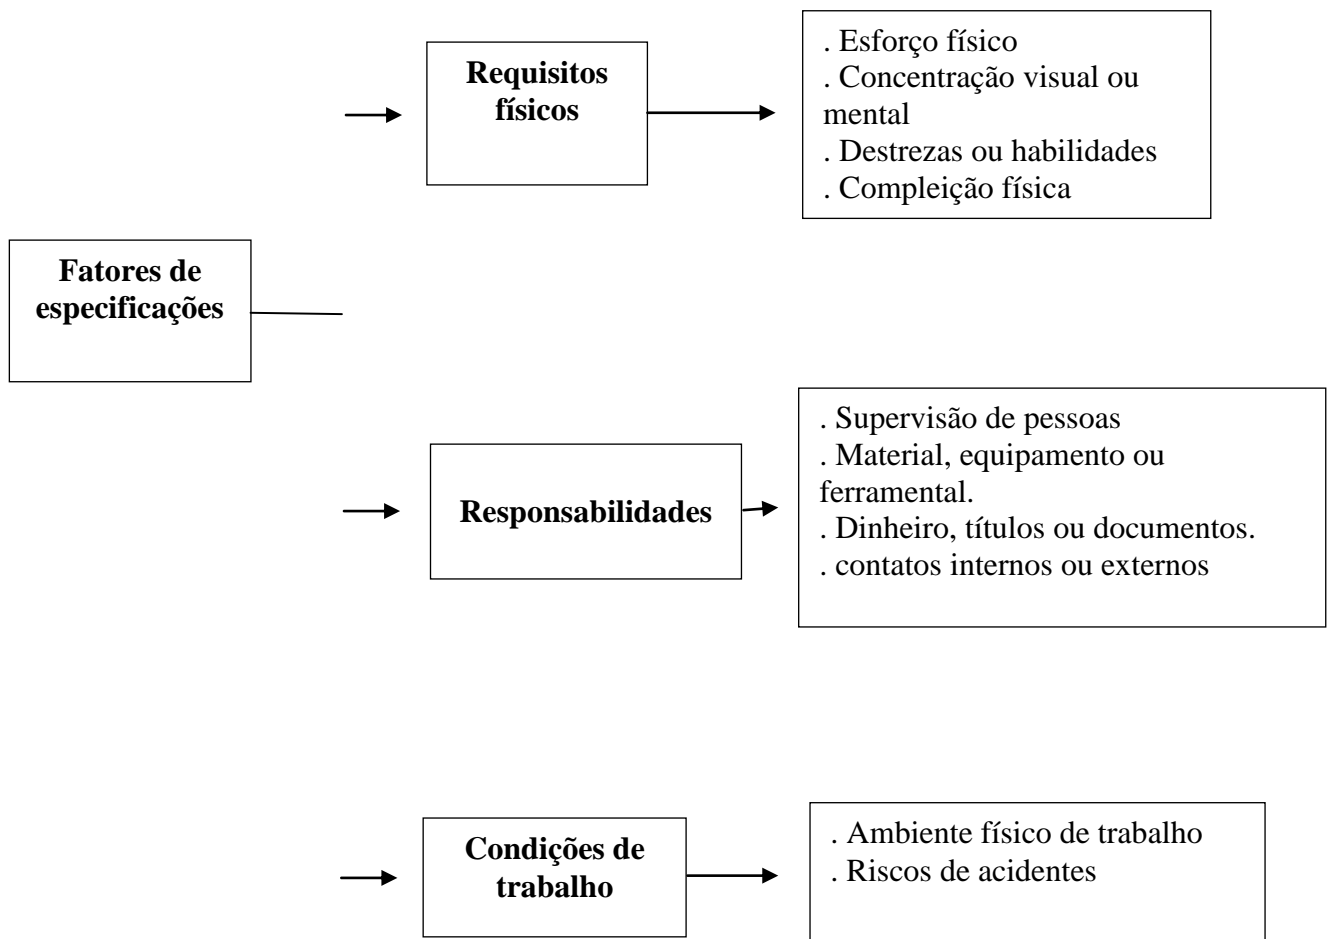 Fatores de
especificações
Requisitos
físicos
. Esforço físico
. Concentração visual ou
mental
. Destrezas ou habilidades
. Compleição física
Responsabilidades
. Supervisão de pessoas
. Material, equipamento ou
ferramental.
. Dinheiro, títulos ou documentos.
. contatos internos ou externos
Condições de
trabalho
. Ambiente físico de trabalho
. Riscos de acidentes